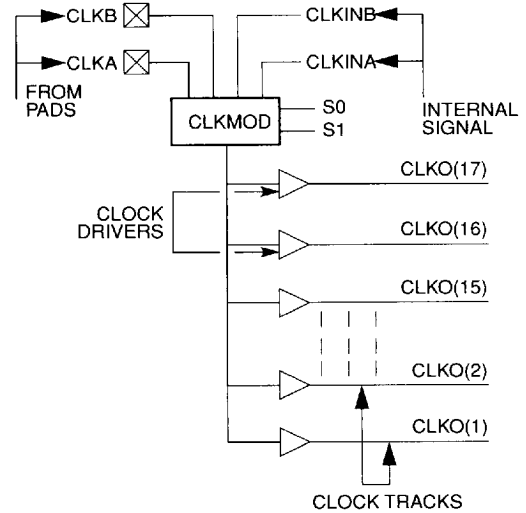 CLKB
CLKINB
CLKA
CLKINA
FROM
PADS
INTERNAL
SIGNAL
CLKMOD
S0
S1
CLKO(17)
CLOCK
DRIVERS
CLKO(16)
CLKO(15)
CLKO(2)
CLKO(1)
CLOCK TRACKS